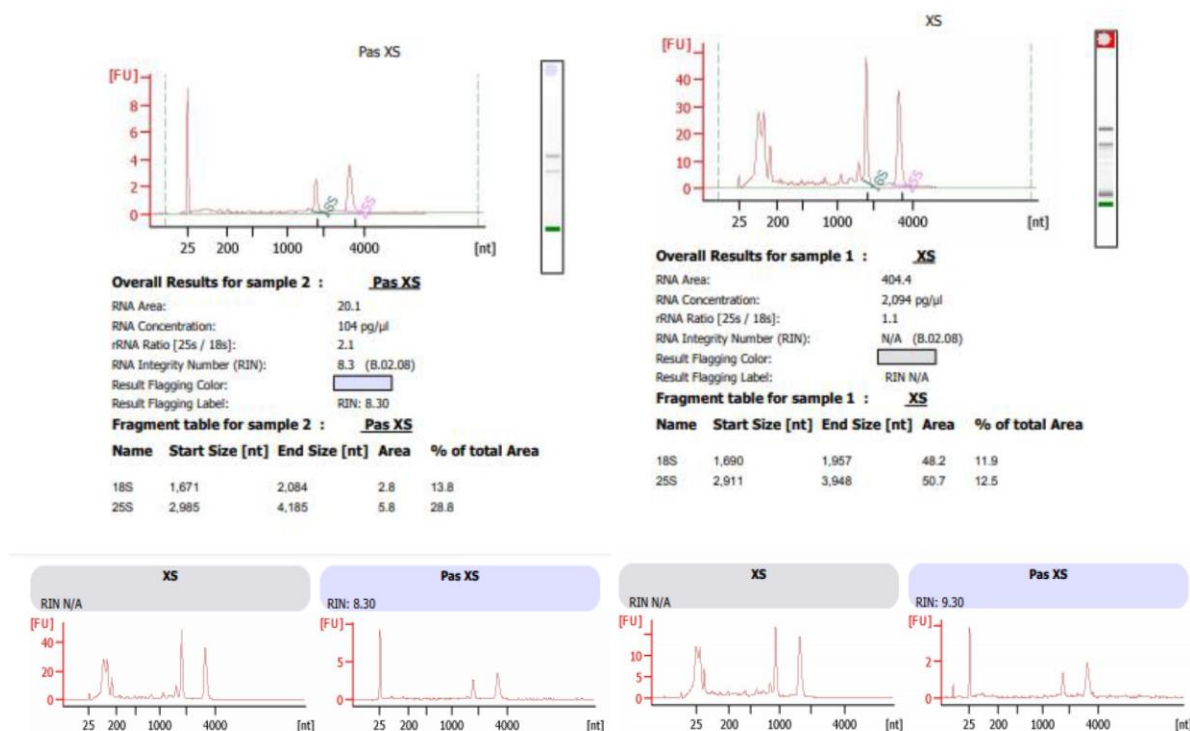 Pas XS
[FU]
8
6
4
2
0
18S
25S
25 200 1000 4000 [nt]
Overall Results for sample 2 : Pas XS
RNA Area: 20.1
RNA Concentration: 104 pg/µl
rRNA Ratio [25s / 18s]: 2.1
RNA Integrity Number (RIN): 8.3 (B.02.08)
Result Flagging Color:
Result Flagging Label: RIN: 8.30
Fragment table for sample 2 : Pas XS
Name Start Size [nt] End Size [nt] Area % of total Area
18S 1,671 2,084 2.8 13.8
25S 2,985 4,185 5.8 28.8
XS
[FU]
40
30
20
10
0
18S
25S
25 200 1000 4000 [nt]
Overall Results for sample 1 : XS
RNA Area: 404.4
RNA Concentration: 2,094 pg/µl
rRNA Ratio [25s / 18s]: 1.1
RNA Integrity Number (RIN): N/A (B.02.08)
Result Flagging Color:
Result Flagging Label: RIN N/A
Fragment table for sample 1 : XS
Name Start Size [nt] End Size [nt] Area % of total Area
18S 1,690 1,957 48.2 11.9
25S 2,911 3,948 50.7 12.5
XS
RIN N/A
[FU]
40
20
0
25 200 1000 4000 [nt]
Pas XS
RIN: 8.30
[FU]
5
0
25 200 1000 4000 [nt]
XS
RIN N/A
[FU]
10
5
0
25 200 1000 4000 [nt]
Pas XS
RIN: 9.30
[FU]
2
0
25 200 1000 4000 [nt]